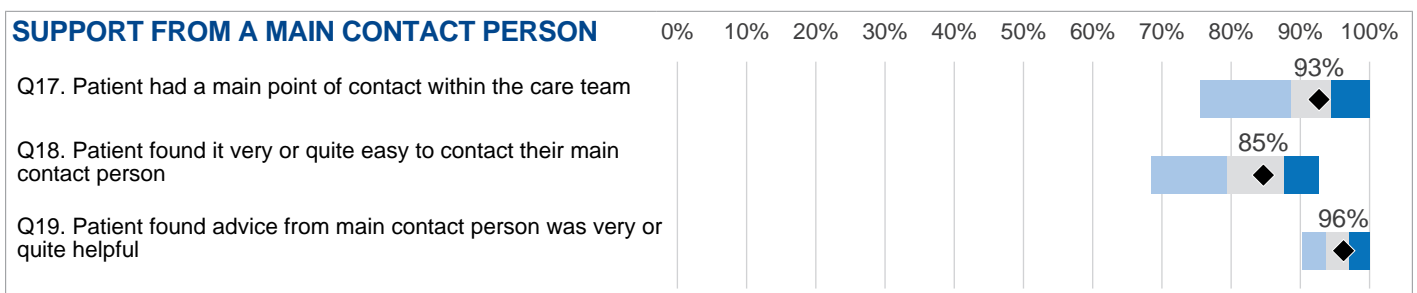 SUPPORT FROM A MAIN CONTACT PERSON 0% 10% 20% 30% 40% 50% 60% 70% 80% 90% 100%
93%
Q17. Patient had a main point of contact within the care team
85%
Q18. Patient found it very or quite easy to contact their main
contact person
96%
Q19. Patient found advice from main contact person was very or
quite helpful